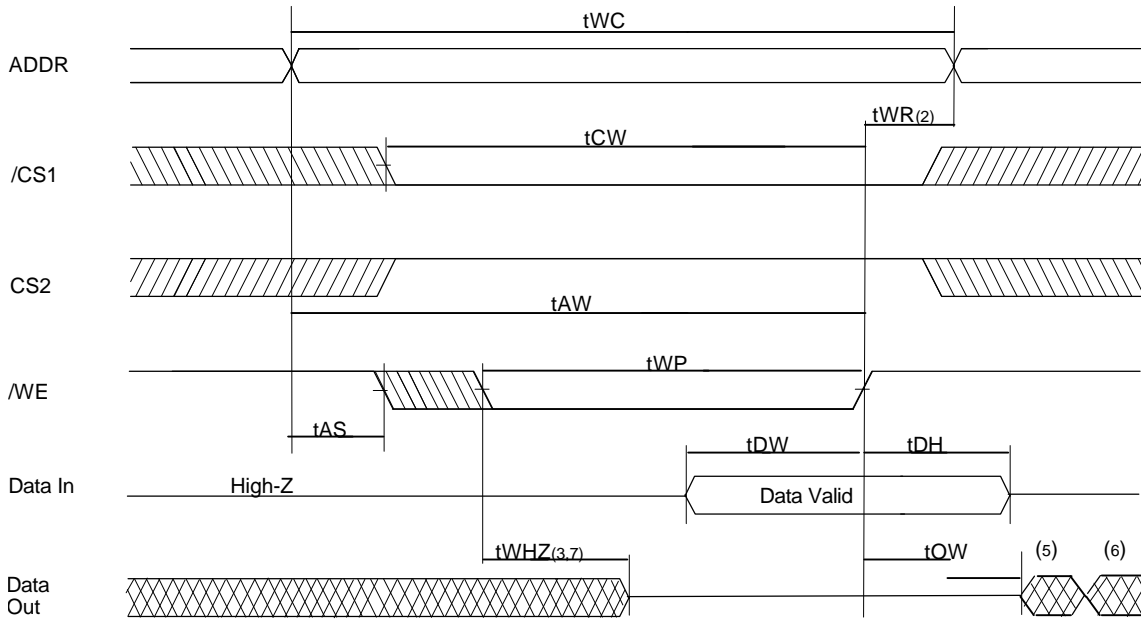 tWC
ADDR
tWR(2)
tCW
/CS1
CS2
tAW
tWP
/WE
tAS
tDW
tDH
Data In
High-Z
Data Valid
tWHZ(3,7)
tOW
(5)
(6)
Data
Out